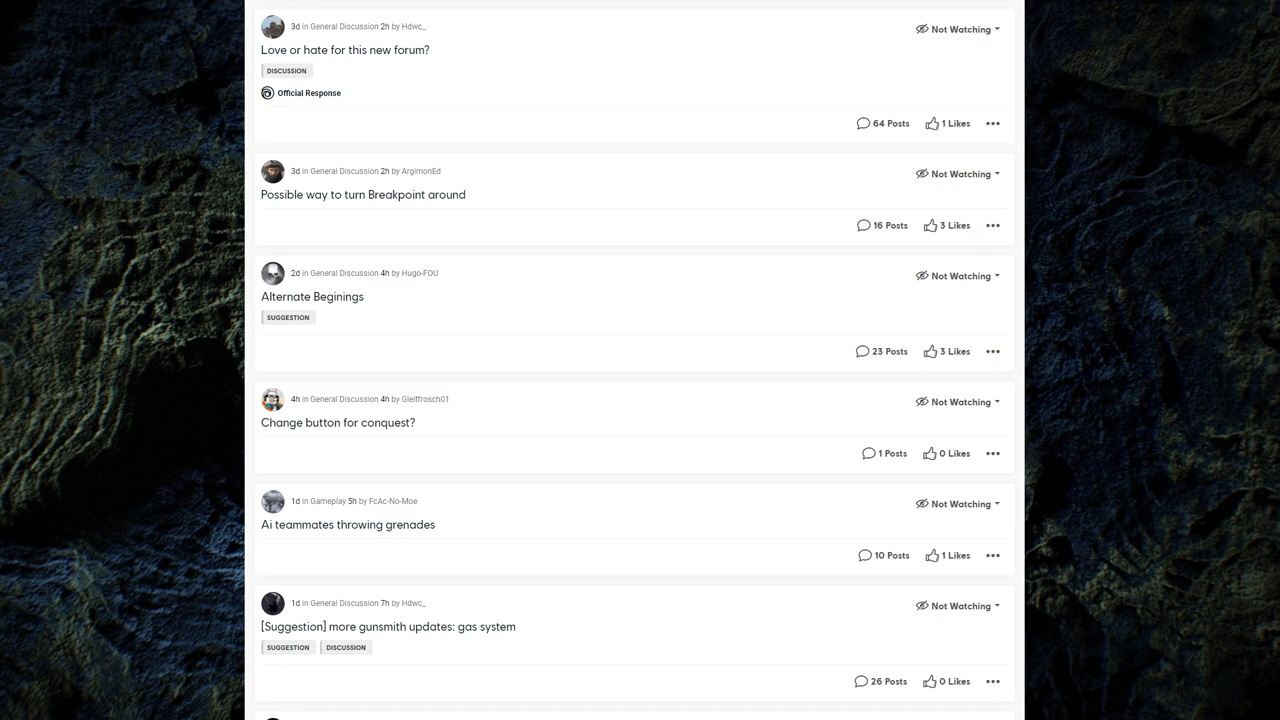 3d in General Discussion 2h by Hdwc_
Not Watching
Love or hate for this new forum?
DISCUSSION
Official Response
64 Posts 1 Likes
3d in General Discussion 2h by ArgimonEd
Not Watching
Possible way to turn Breakpoint around
16 Posts 3 Likes
2d in General Discussion 4h by Hugo-FOU
Not Watching
Alternate Beginings
SUGGESTION
23 Posts 3 Likes
4h in General Discussion 4h by Gleitfrosch01
Not Watching
Change button for conquest?
1 Posts 0 Likes
1d in Gameplay 5h by FcAc-No-Moe
Not Watching
Ai teammates throwing grenades
10 Posts 1 Likes
1d in General Discussion 7h by Hdwc_
Not Watching
[Suggestion] more gunsmith updates: gas system
SUGGESTION DISCUSSION
26 Posts 0 Likes